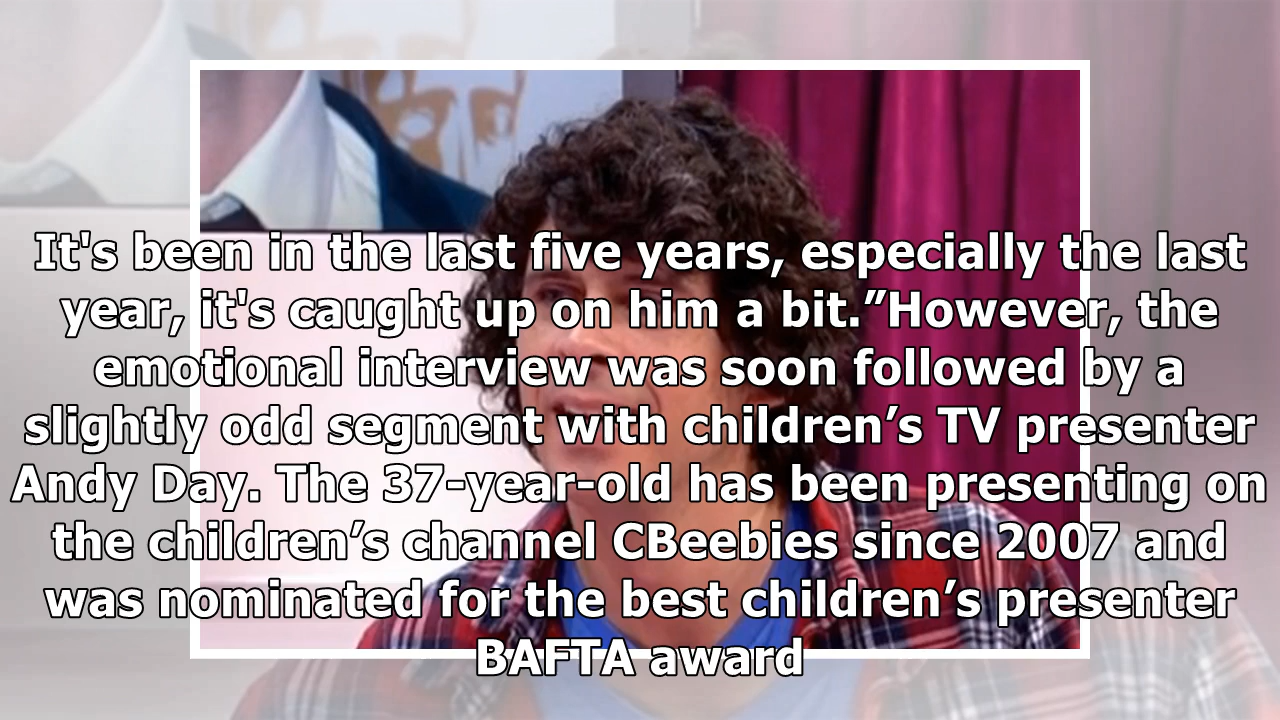 It's been in the last five years, especially the last
year, it's caught up on him a bit.”However, the
emotional interview was soon followed by a
slightly odd segment with children’s TV presenter
Andy Day. The 37-year-old has been presenting on
the children’s channel CBeebies since 2007 and
was nominated for the best children’s presenter
BAFTA award